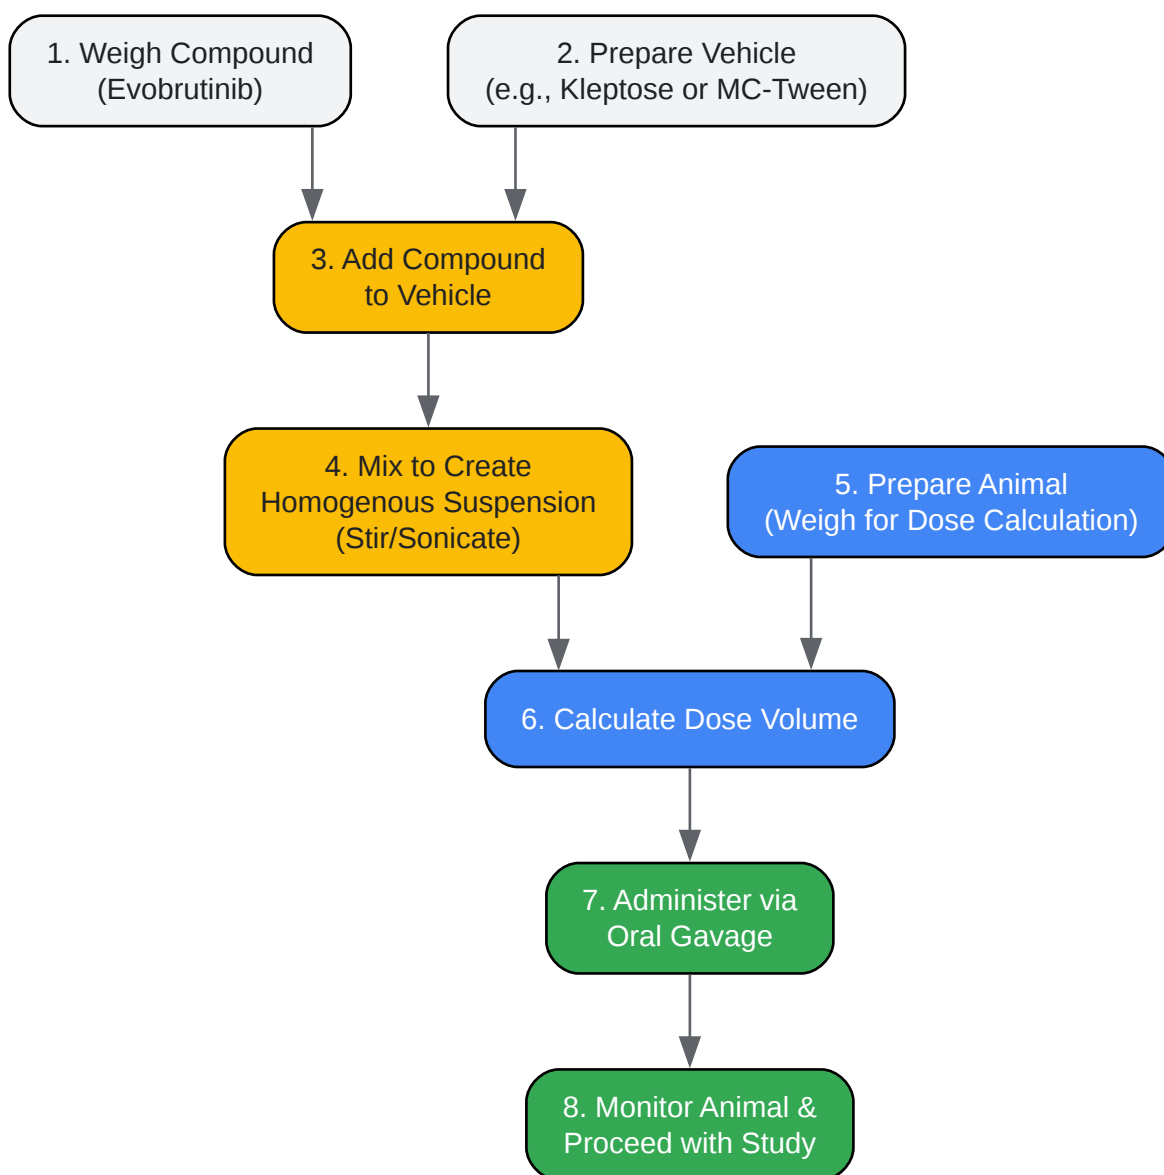 1. Weigh Compound
(Evobrutinib)
2. Prepare Vehicle
(e.g., Kleptose or MC-Tween)
3. Add Compound
to Vehicle
4. Mix to Create
Homogenous Suspension
(Stir/Sonicate)
5. Prepare Animal
(Weigh for Dose Calculation)
6. Calculate Dose Volume
7. Administer via
Oral Gavage
8. Monitor Animal &
Proceed with Study